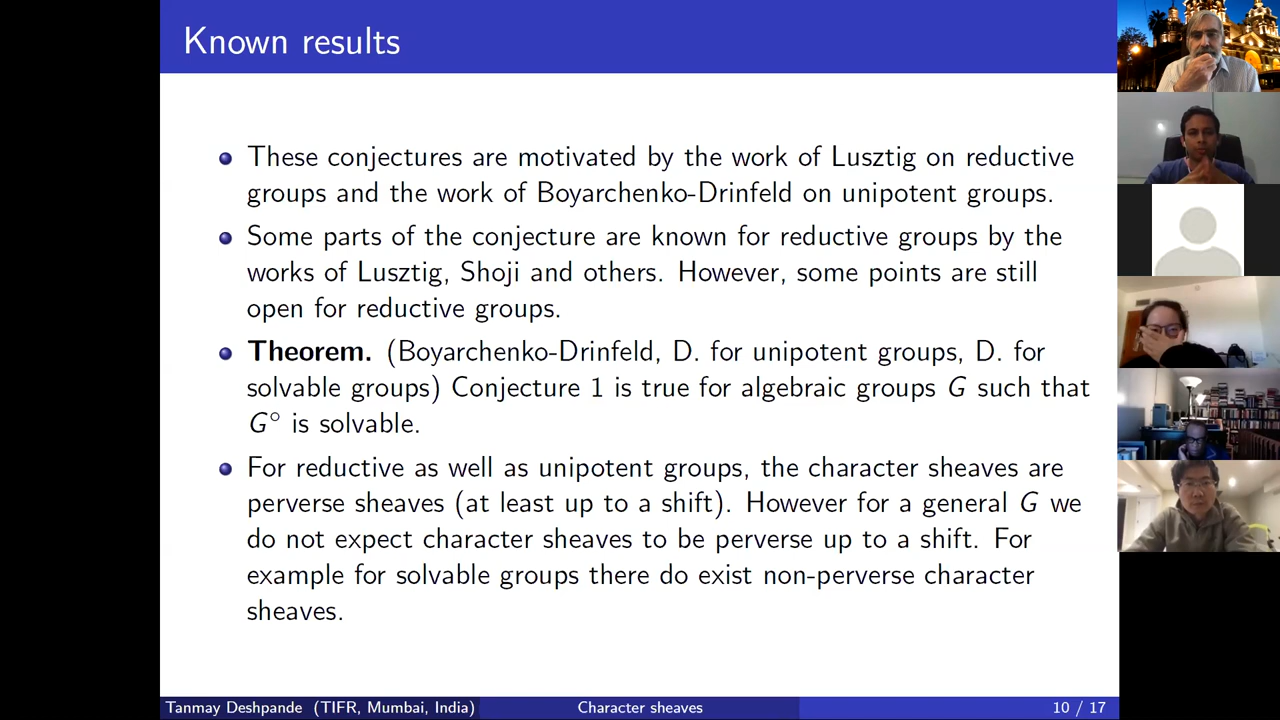 Known results
These conjectures are motivated by the work of Lusztig on reductive
groups and the work of Boyarchenko-Drinfeld on unipotent groups.
Some parts of the conjecture are known for reductive groups by the
works of Lusztig, Shoji and others. However, some points are still
open for reductive groups.
Theorem. (Boyarchenko-Drinfeld, D. for unipotent groups, D. for
solvable groups) Conjecture 1 is true for algebraic groups G such that
G° is solvable.
For reductive as well as unipotent groups, the character sheaves are
perverse sheaves (at least up to a shift). However for a general G we
do not expect character sheaves to be perverse up to a shift. For
example for solvable groups there do exist non-perverse character
sheaves.
Tanmay Deshpande (TIFR, Mumbai, India) Character sheaves 10 / 17